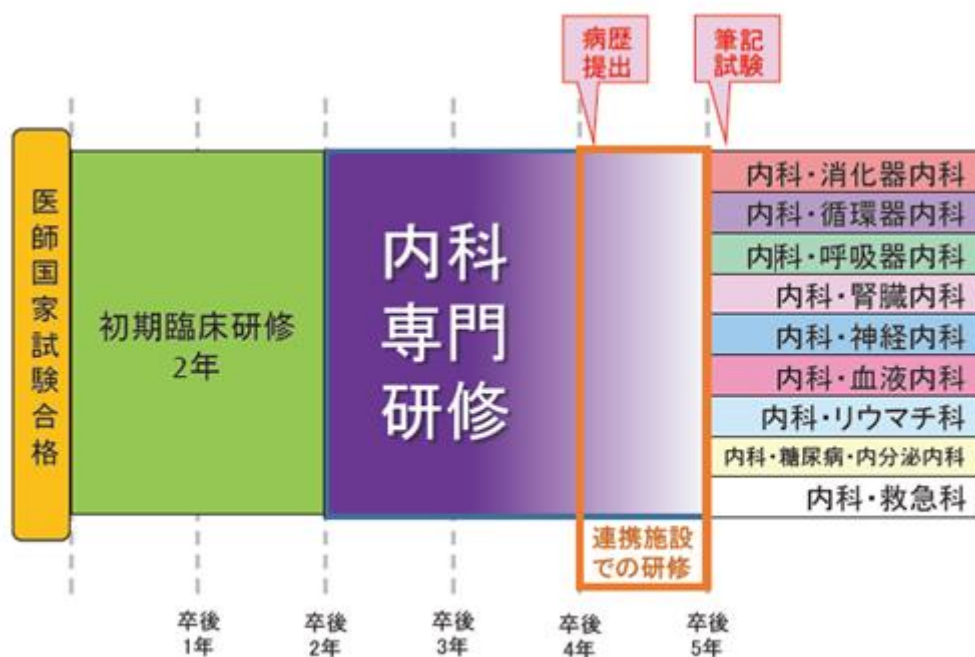 病歴
提出
筆記
試験
医師国家試験合格
初期臨床研修
2年
内科
専門
研修
内科・消化器内科
内科・循環器内科
内科・呼吸器内科
内科・腎臓内科
内科・神経内科
内科・血液内科
内科・リウマチ科
内科・糖尿病・内分泌内科
内科・救急科
連携施設
での研修
卒後
1年
卒後
2年
卒後
3年
卒後
4年
卒後
5年